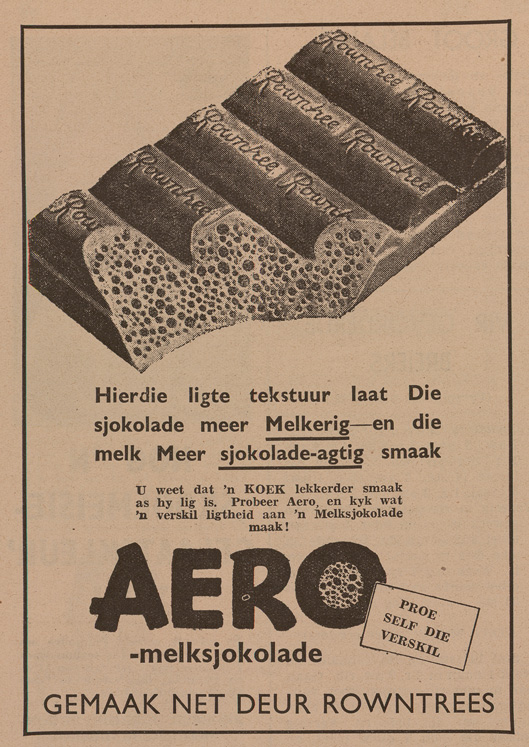 Rowntree Rowntr
Rowntree Rowntree
Rowntree Rownt
Rowntree
Row
Hierdie ligte tekstuur laat Die
sjokolade meer Melkerig—en die
melk Meer sjokolade-agtig smaak
U weet dat 'n KOEK lekkerder smaak
as hy lig is. Probeer Aero, en kyk wat
'n verskil ligtheid aan 'n Melksjokolade
maak!
AERO
-melksjokolade
PROE
SELF DIE
VERSKIL
GEMAAK NET DEUR ROWNTREES